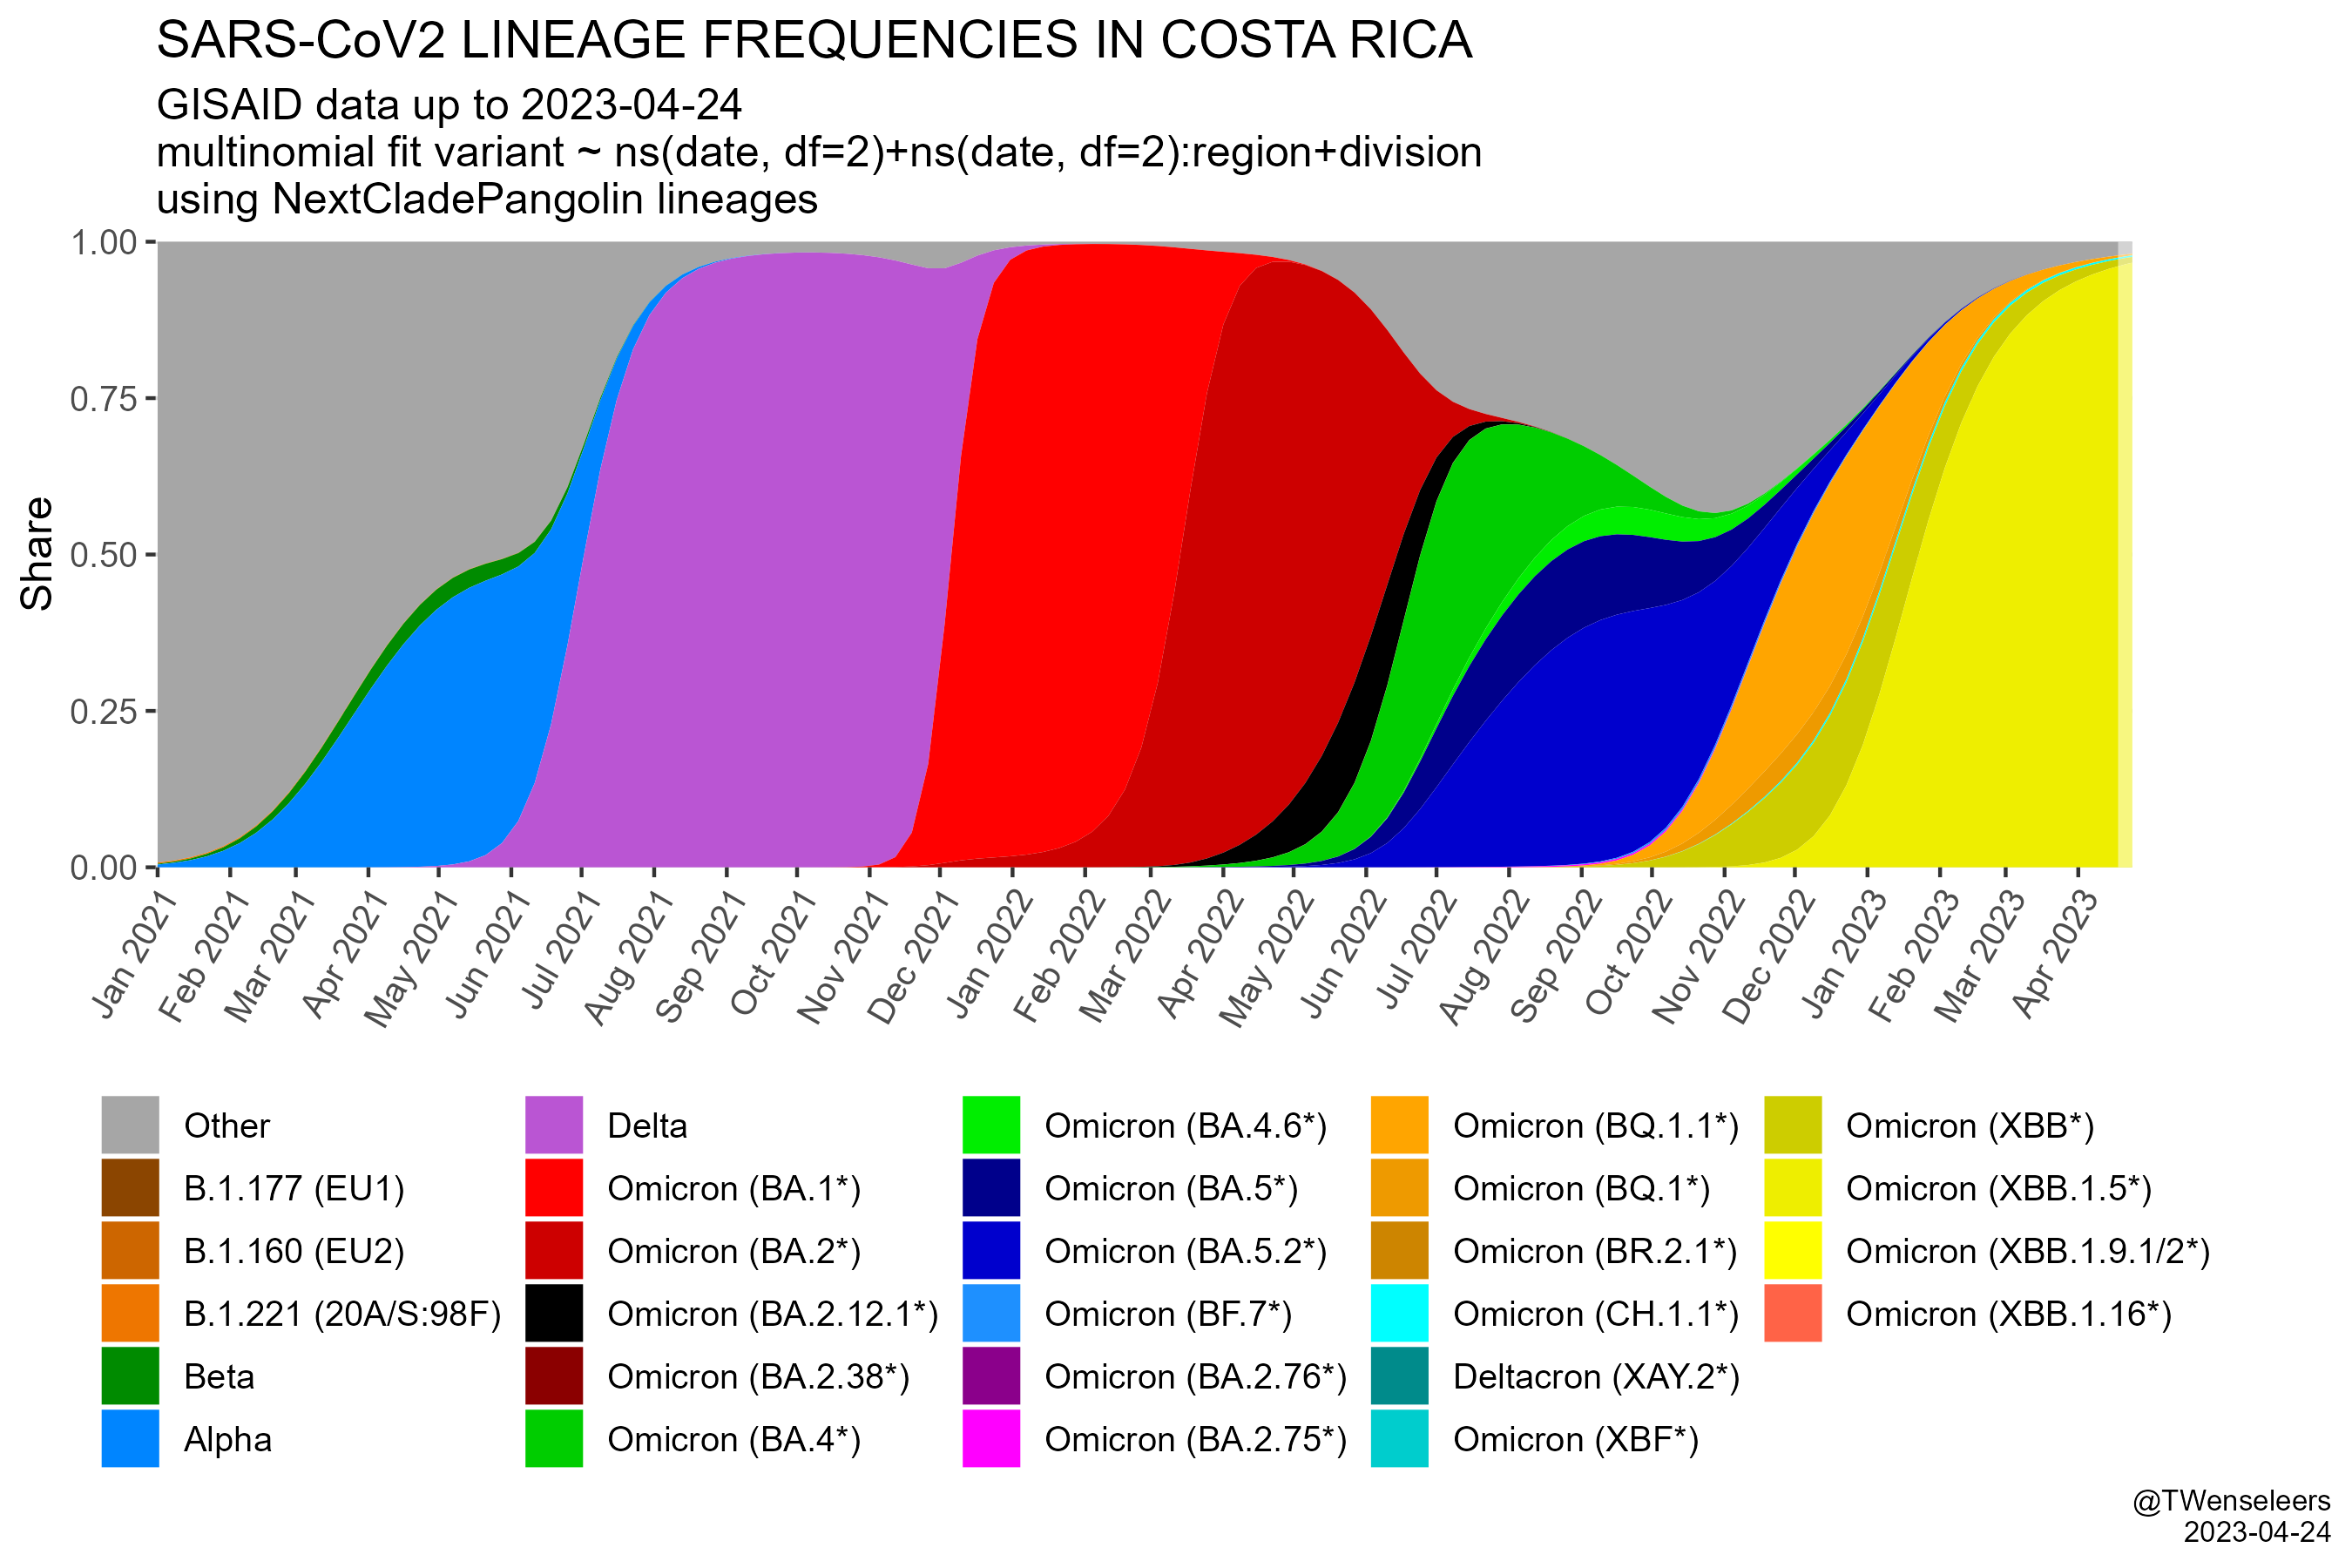 SARS-CoV2 LINEAGE FREQUENCIES IN COSTA RICA
GISAID data up to 2023-04-24
multinomial fit variant ~ ns(date, df=2)+ns(date, df=2):region+division
using NextCladePangolin lineages
Share
1.00
0.75
0.50
0.25
0.00
Jan 2021
Feb 2021
Mar 2021
Apr 2021
May 2021
Jun 2021
Jul 2021
Aug 2021
Sep 2021
Oct 2021
Nov 2021
Dec 2021
Jan 2022
Feb 2022
Mar 2022
Apr 2022
May 2022
Jun 2022
Jul 2022
Aug 2022
Sep 2022
Oct 2022
Nov 2022
Dec 2022
Jan 2023
Feb 2023
Mar 2023
Apr 2023
Other
B.1.177 (EU1)
B.1.160 (EU2)
B.1.221 (20A/S:98F)
Beta
Alpha
Delta
Omicron (BA.1*)
Omicron (BA.2*)
Omicron (BA.2.12.1*)
Omicron (BA.2.38*)
Omicron (BA.4*)
Omicron (BA.4.6*)
Omicron (BA.5*)
Omicron (BA.5.2*)
Omicron (BF.7*)
Omicron (BA.2.76*)
Omicron (BA.2.75*)
Omicron (BQ.1.1*)
Omicron (BQ.1*)
Omicron (BR.2.1*)
Omicron (CH.1.1*)
Deltacron (XAY.2*)
Omicron (XBF*)
Omicron (XBB*)
Omicron (XBB.1.5*)
Omicron (XBB.1.9.1/2*)
Omicron (XBB.1.16*)
@TWenseleers
2023-04-24